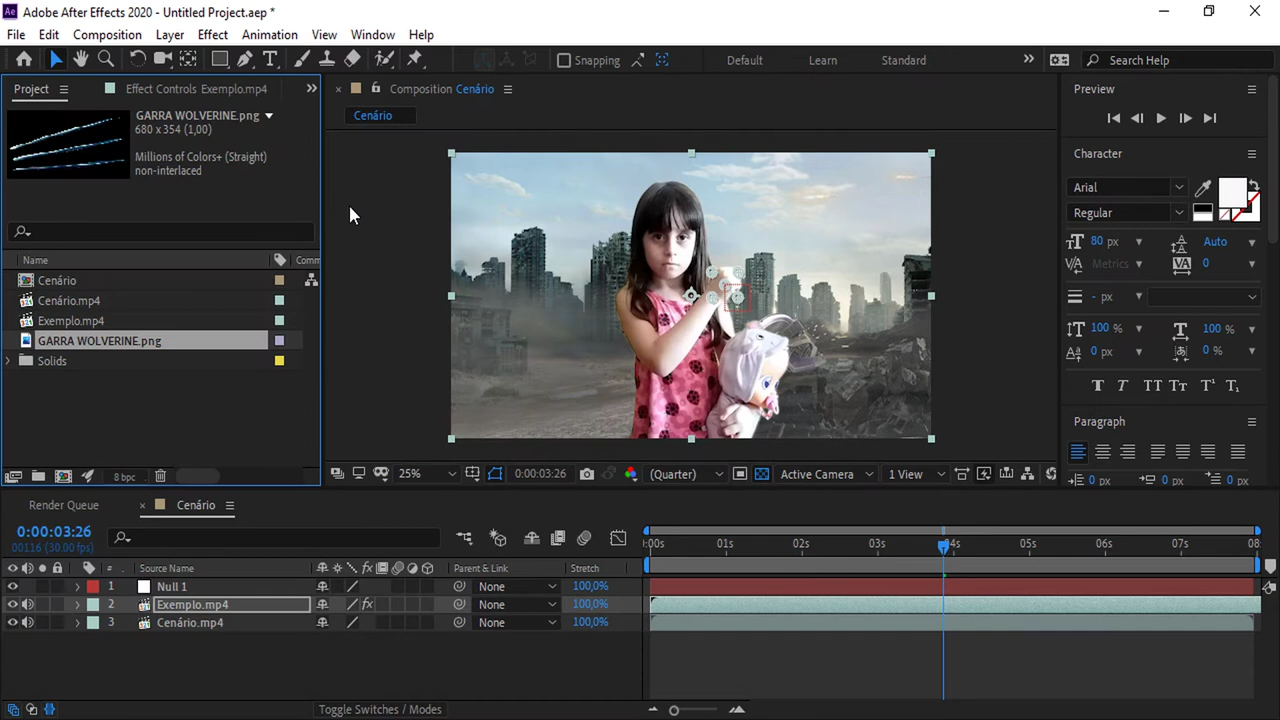 Adobe After Effects 2020 - Untitled Project.aep *
File Edit Composition Layer Effect Animation View Window Help
Snapping Default Learn Standard Search Help
Project Effect Controls Exemplo.mp4
GARRA WOLVERINE.png
680 x 354 (1,00)
Millions of Colors+ (Straight)
non-interlaced
Name Comm
Cenário
Cenário.mp4
Exemplo.mp4
GARRA WOLVERINE.png
Solids
8 bpc
Composition Cenário
Cenário
25% 0:00:03:26 (Quarter) Active Camera 1 View
Preview
Character
Arial
Regular
80 px Auto
Metrics 0
- px
100 % 100 %
0 px 0 %
T T TT Tr T¹ T₁
Paragraph
0 px 0 px 0 px
Render Queue Cenário
0:00:03:26
00116 (30.00 fps)
# Source Name fx Parent & Link Stretch
:00s 01s 02s 03s 04s 05s 06s 07s 08:
1 Null 1 None 100,0%
2 Exemplo.mp4 fx None 100,0%
3 Cenário.mp4 None 100,0%
Toggle Switches / Modes